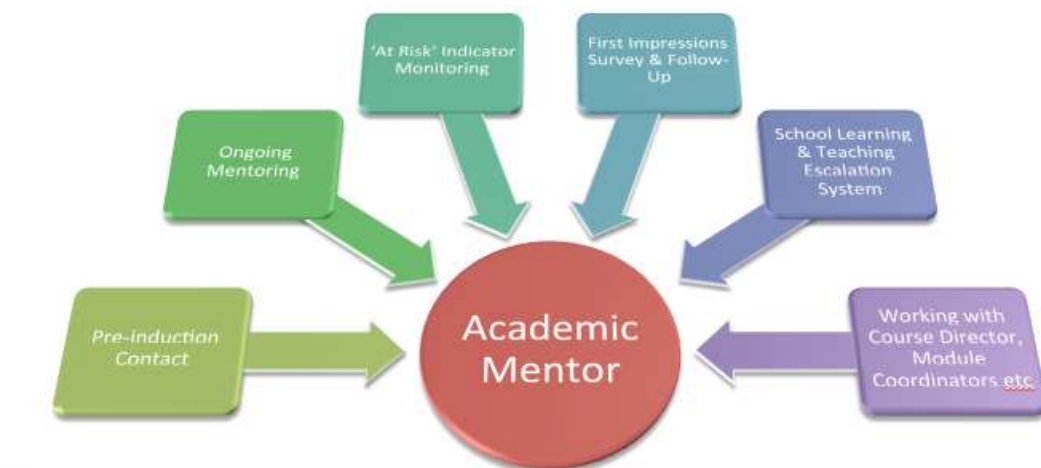 'At Risk' Indicator
Monitoring
First Impressions
Survey & Follow-
Up
Ongoing
Mentoring
School Learning
& Teaching
Escalation
System
Pre-induction
Contact
Academic
Mentor
Working with
Course Director,
Module
Coordinators etc